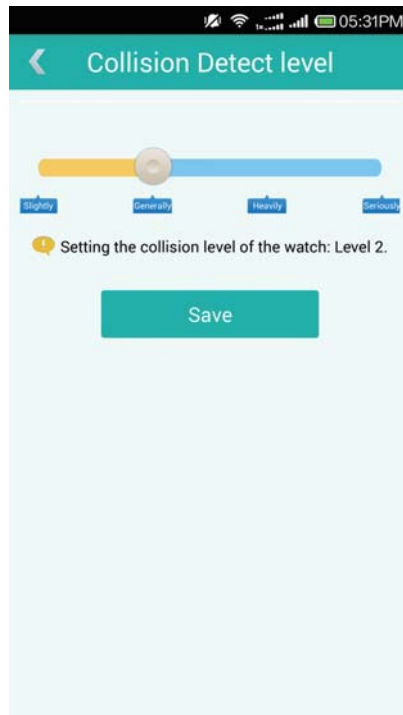 05:31PM
Collision Detect level
Slightly Generally Heavily Seriously
Setting the collision level of the watch: Level 2.
Save